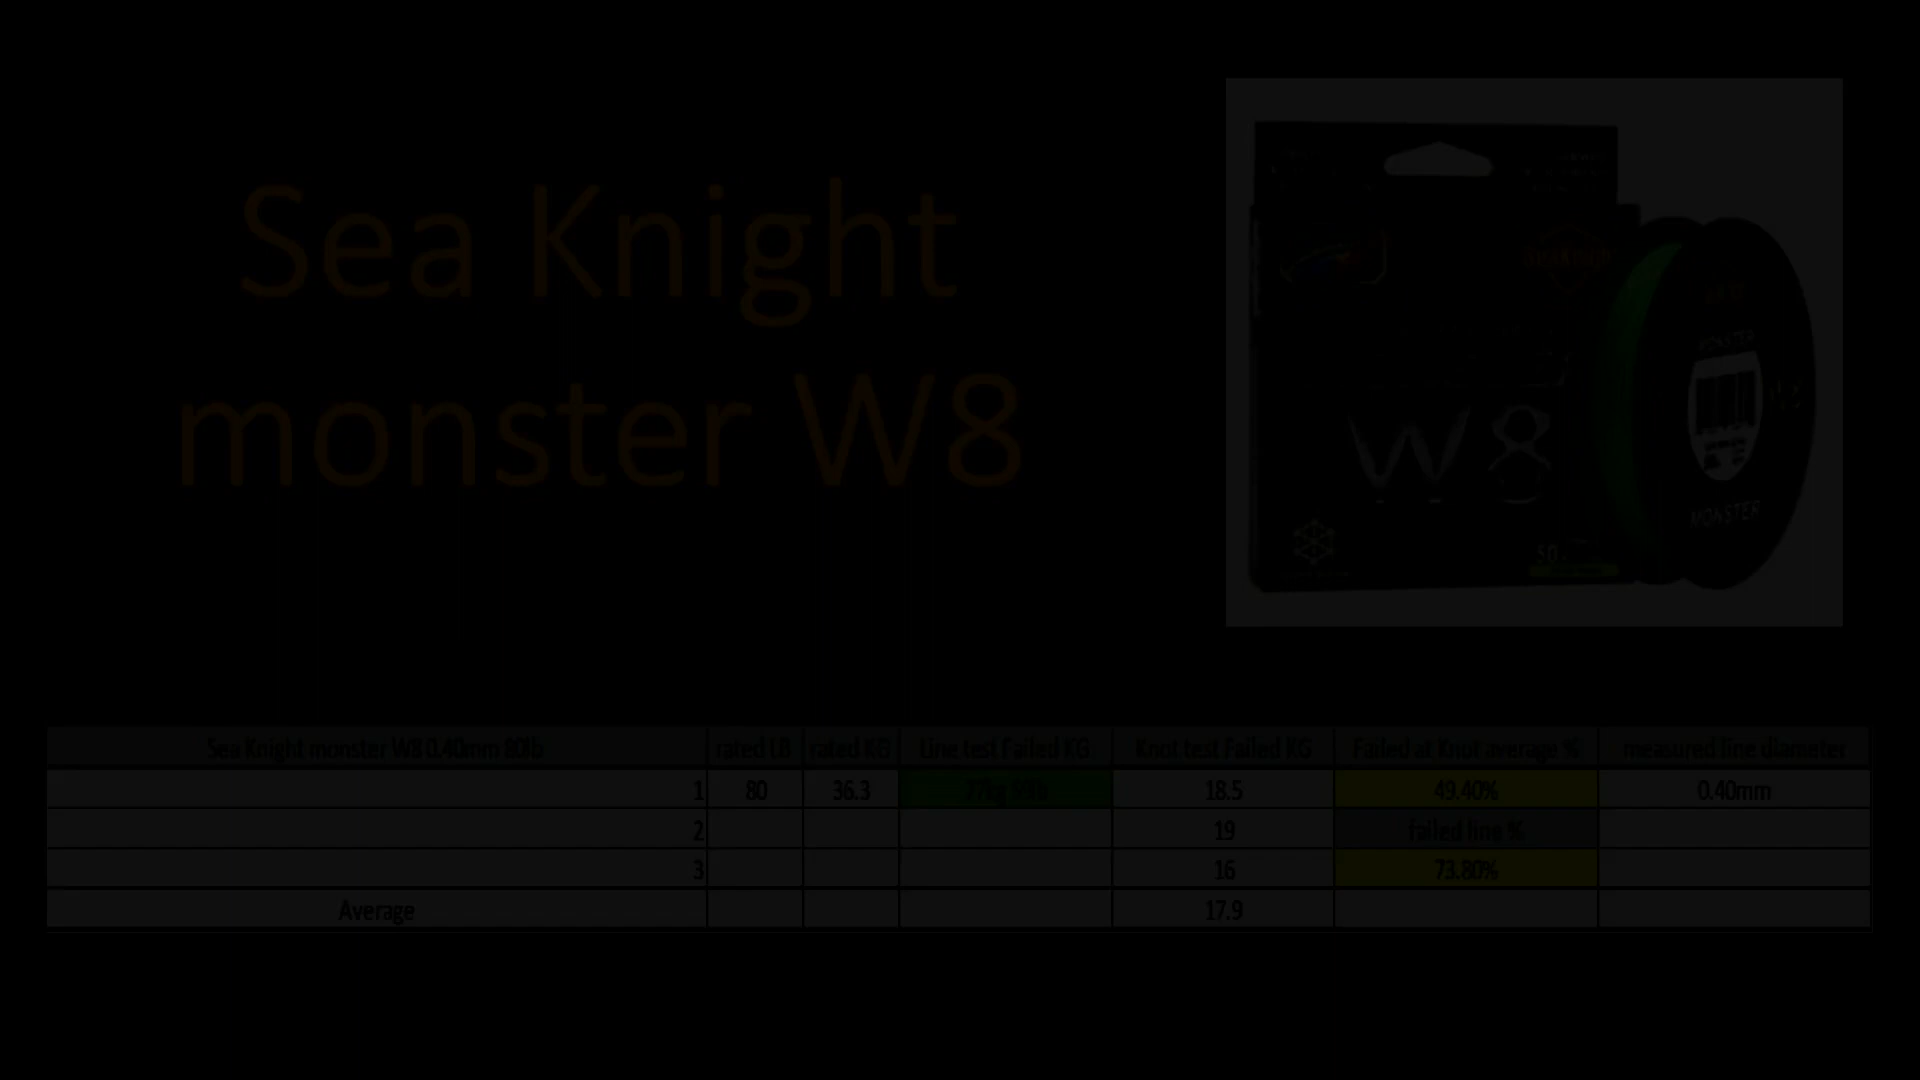 Sea Knight
monster W8
W8
MONSTER
MONSTER
Sea Knight monster W8 0.40mm 80lb rated LB rated KG Line test Failed KG Knot test Failed KG Failed at Knot average % measured line diameter
1 80 36.3 18.5 49.40% 0.40mm
2 19 failed line %
3 16 73.80%
Average 17.9